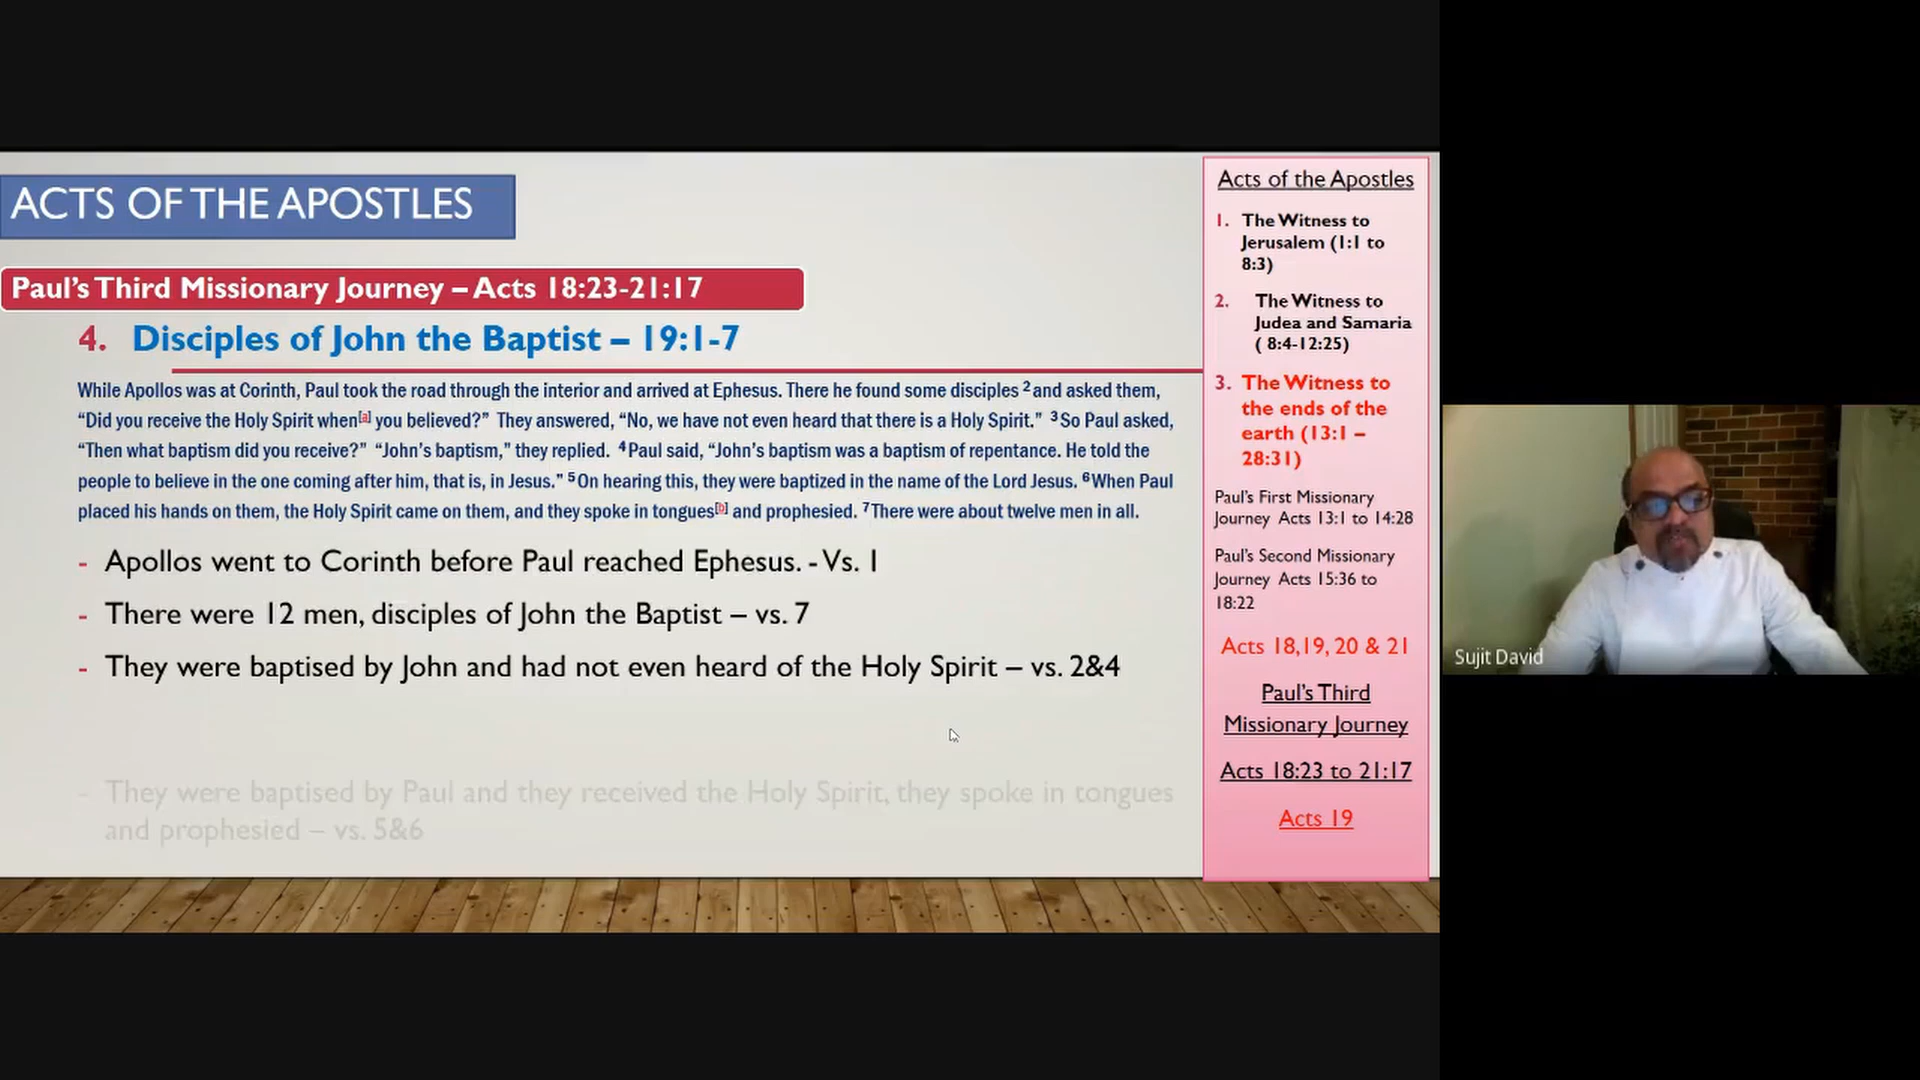 ACTS OF THE APOSTLES
Paul's Third Missionary Journey – Acts 18:23-21:17
4. Disciples of John the Baptist – 19:1-7
While Apollos was at Corinth, Paul took the road through the interior and arrived at Ephesus. There he found some disciples 2 and asked them,
“Did you receive the Holy Spirit when[a] you believed?” They answered, “No, we have not even heard that there is a Holy Spirit.” 3 So Paul asked,
“Then what baptism did you receive?” “John’s baptism,” they replied. 4 Paul said, “John’s baptism was a baptism of repentance. He told the
people to believe in the one coming after him, that is, in Jesus.” 5 On hearing this, they were baptized in the name of the Lord Jesus. 6 When Paul
placed his hands on them, the Holy Spirit came on them, and they spoke in tongues[b] and prophesied. 7 There were about twelve men in all.
- Apollos went to Corinth before Paul reached Ephesus. - Vs. 1
- There were 12 men, disciples of John the Baptist – vs. 7
- They were baptised by John and had not even heard of the Holy Spirit – vs. 2&4
- They were baptised by Paul and they received the Holy Spirit, they spoke in tongues
and prophesied – vs. 5&6
Acts of the Apostles
1. The Witness to
Jerusalem (1:1 to
8:3)
2. The Witness to
Judea and Samaria
( 8:4-12:25)
3. The Witness to
the ends of the
earth (13:1 –
28:31)
Paul's First Missionary
Journey Acts 13:1 to 14:28
Paul's Second Missionary
Journey Acts 15:36 to
18:22
Acts 18,19, 20 & 21
Paul's Third
Missionary Journey
Acts 18:23 to 21:17
Acts 19
Sujit David